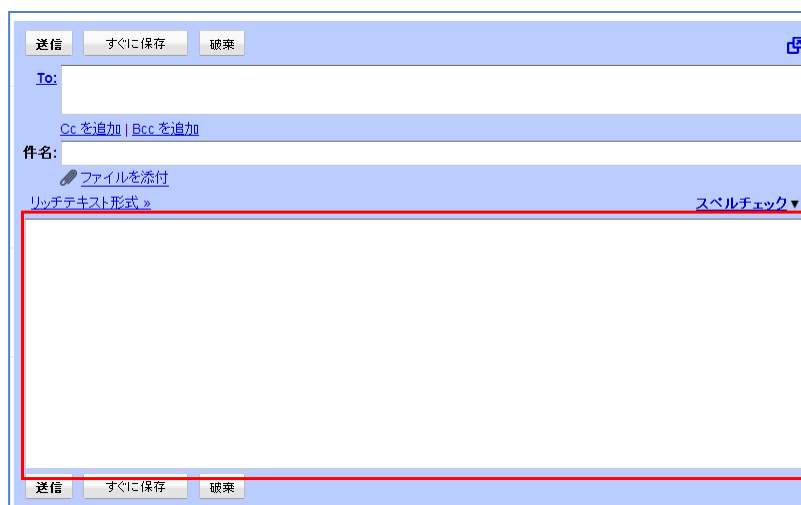 送信 すぐに保存 破棄
To:
Cc を追加 | Bcc を追加
件名:
ファイルを添付
リッチテキスト形式 » スペルチェック ▼
送信 すぐに保存 破棄